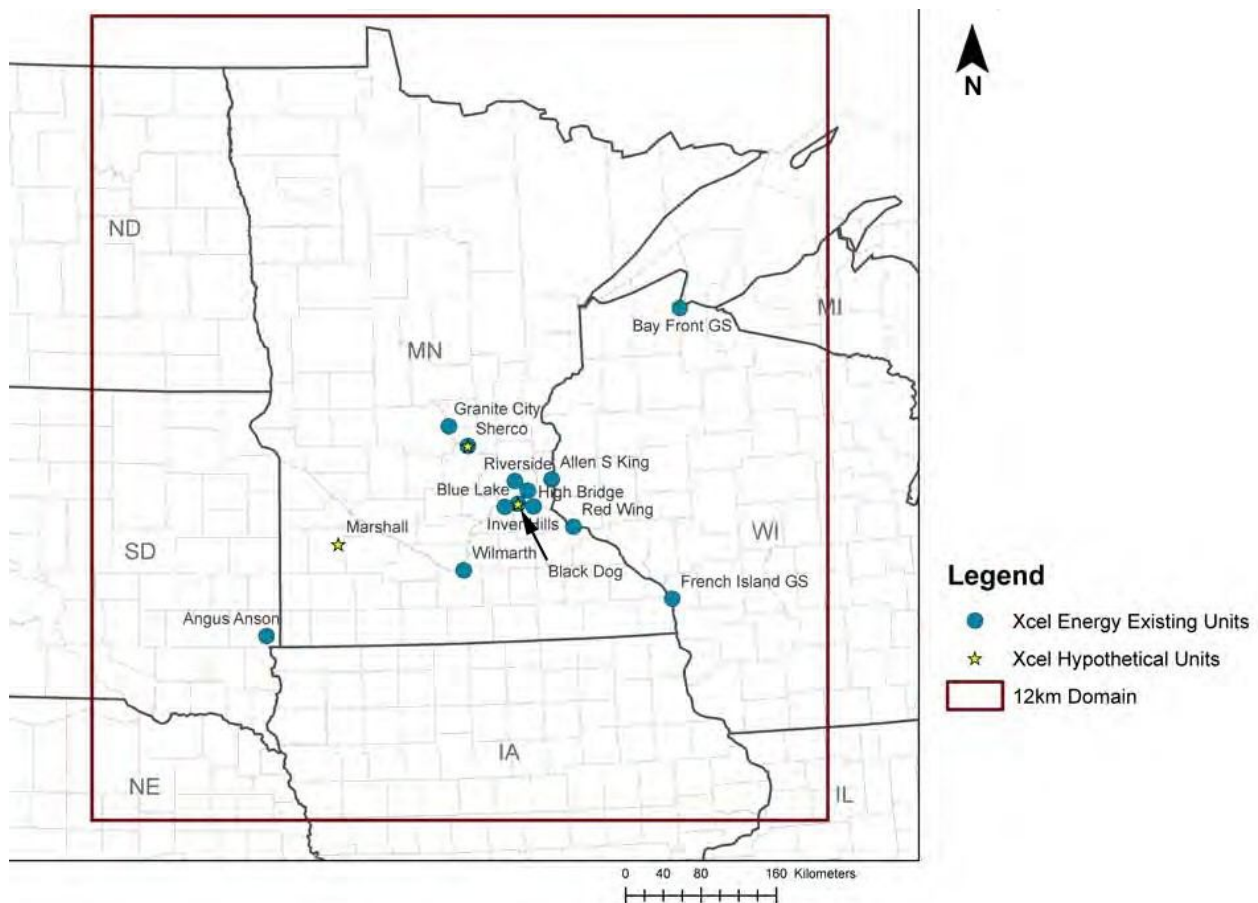 N
ND
MI
Bay Front GS
MN
Granite City
Sherco
Riverside
Allen S King
Blue Lake
High Bridge
Red Wing
Inver Hills
Marshall
WI
SD
Wilmarth
Black Dog
French Island GS
Angus Anson
IA
NE
IL
Legend
Xcel Energy Existing Units
Xcel Hypothetical Units
12km Domain
0 40 80 160 Kilometers